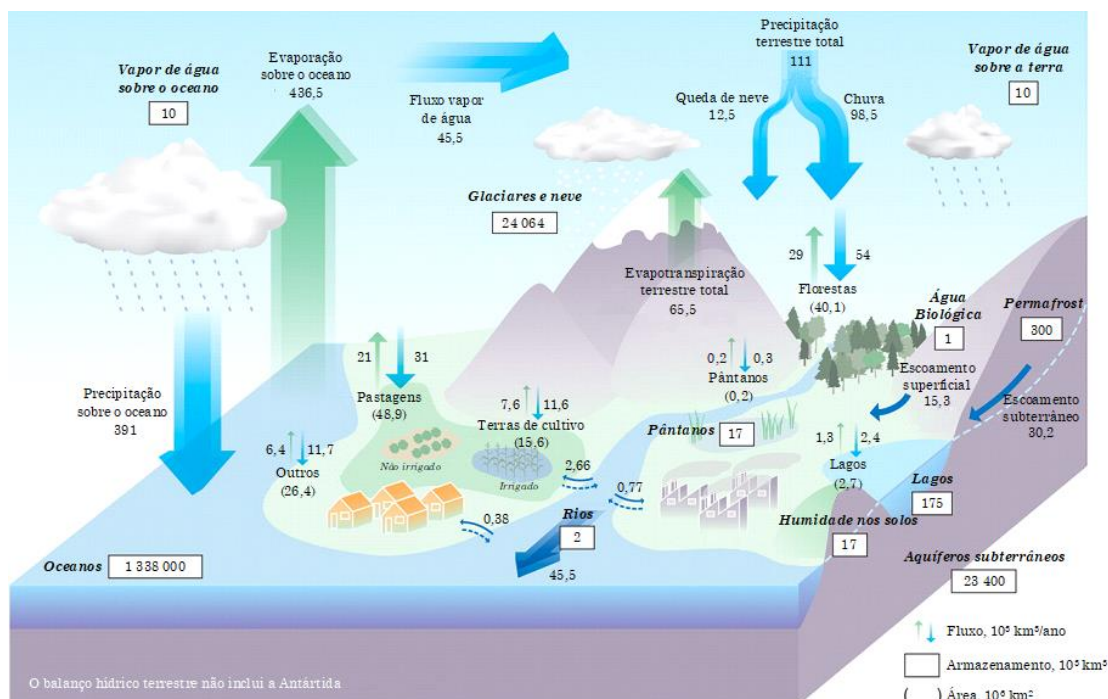 Precipitação
terrestre total
111
Vapor de água
sobre o oceano
10
Evaporação
sobre o oceano
436,5
Fluxo vapor
de água
45,5
Queda de neve
12,5
Chuva
98,5
Vapor de água
sobre a terra
10
Glaciares e neve
24 064
Evapotranspiração
terrestre total
65,5
29
54
Florestas
(40,1)
Água
Biológica
1
Permafrost
300
21
31
Pastagens
(48,9)
0,2
0,3
Pântanos
(0,2)
Escoamento
superficial
15,3
Escoamento
subterrâneo
30,2
Precipitação
sobre o oceano
391
7,6
11,6
Terras de cultivo
(15,6)
Pântanos
17
1,3
2,4
Lagos
(2,7)
6,4
11,7
Outros
(26,4)
Não irrigado
Irrigado
2,66
0,77
Lagos
175
0,38
Rios
2
45,5
Humidade nos solos
17
Oceanos
1 338 000
Aquíferos subterrâneos
23 400
Fluxo, 10³ km³/ano
Armazenamento, 10³ km³
( ) Área, 10⁶ km²
O balanço hídrico terrestre não inclui a Antártida